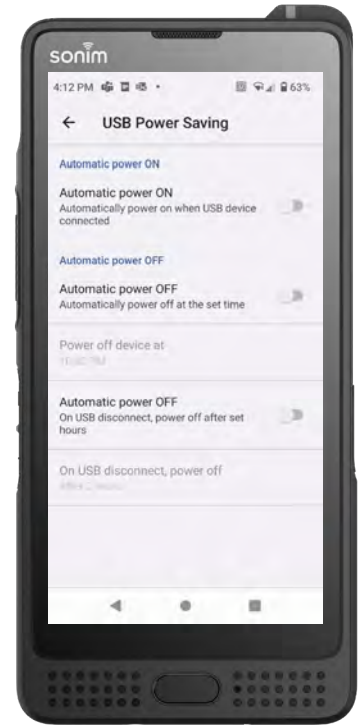 sonim
4:12 PM
63%
USB Power Saving
Automatic power ON
Automatic power ON
Automatically power on when USB device
connected
Automatic power OFF
Automatic power OFF
Automatically power off at the set time
Power off device at
Automatic power OFF
On USB disconnect, power off after set
hours
On USB disconnect, power off